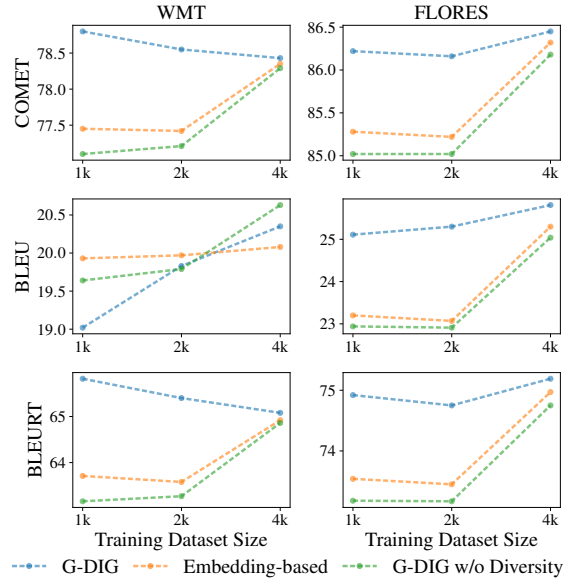 WMT
FLORES
COMET
78.5
78.0
77.5
1k
2k
4k
86.5
86.0
85.5
85.0
1k
2k
4k
BLEU
20.5
20.0
19.5
19.0
1k
2k
4k
25
24
23
1k
2k
4k
BLEURT
65
64
1k
2k
4k
75
74
1k
2k
4k
Training Dataset Size
Training Dataset Size
G-DIG
Embedding-based
G-DIG w/o Diversity